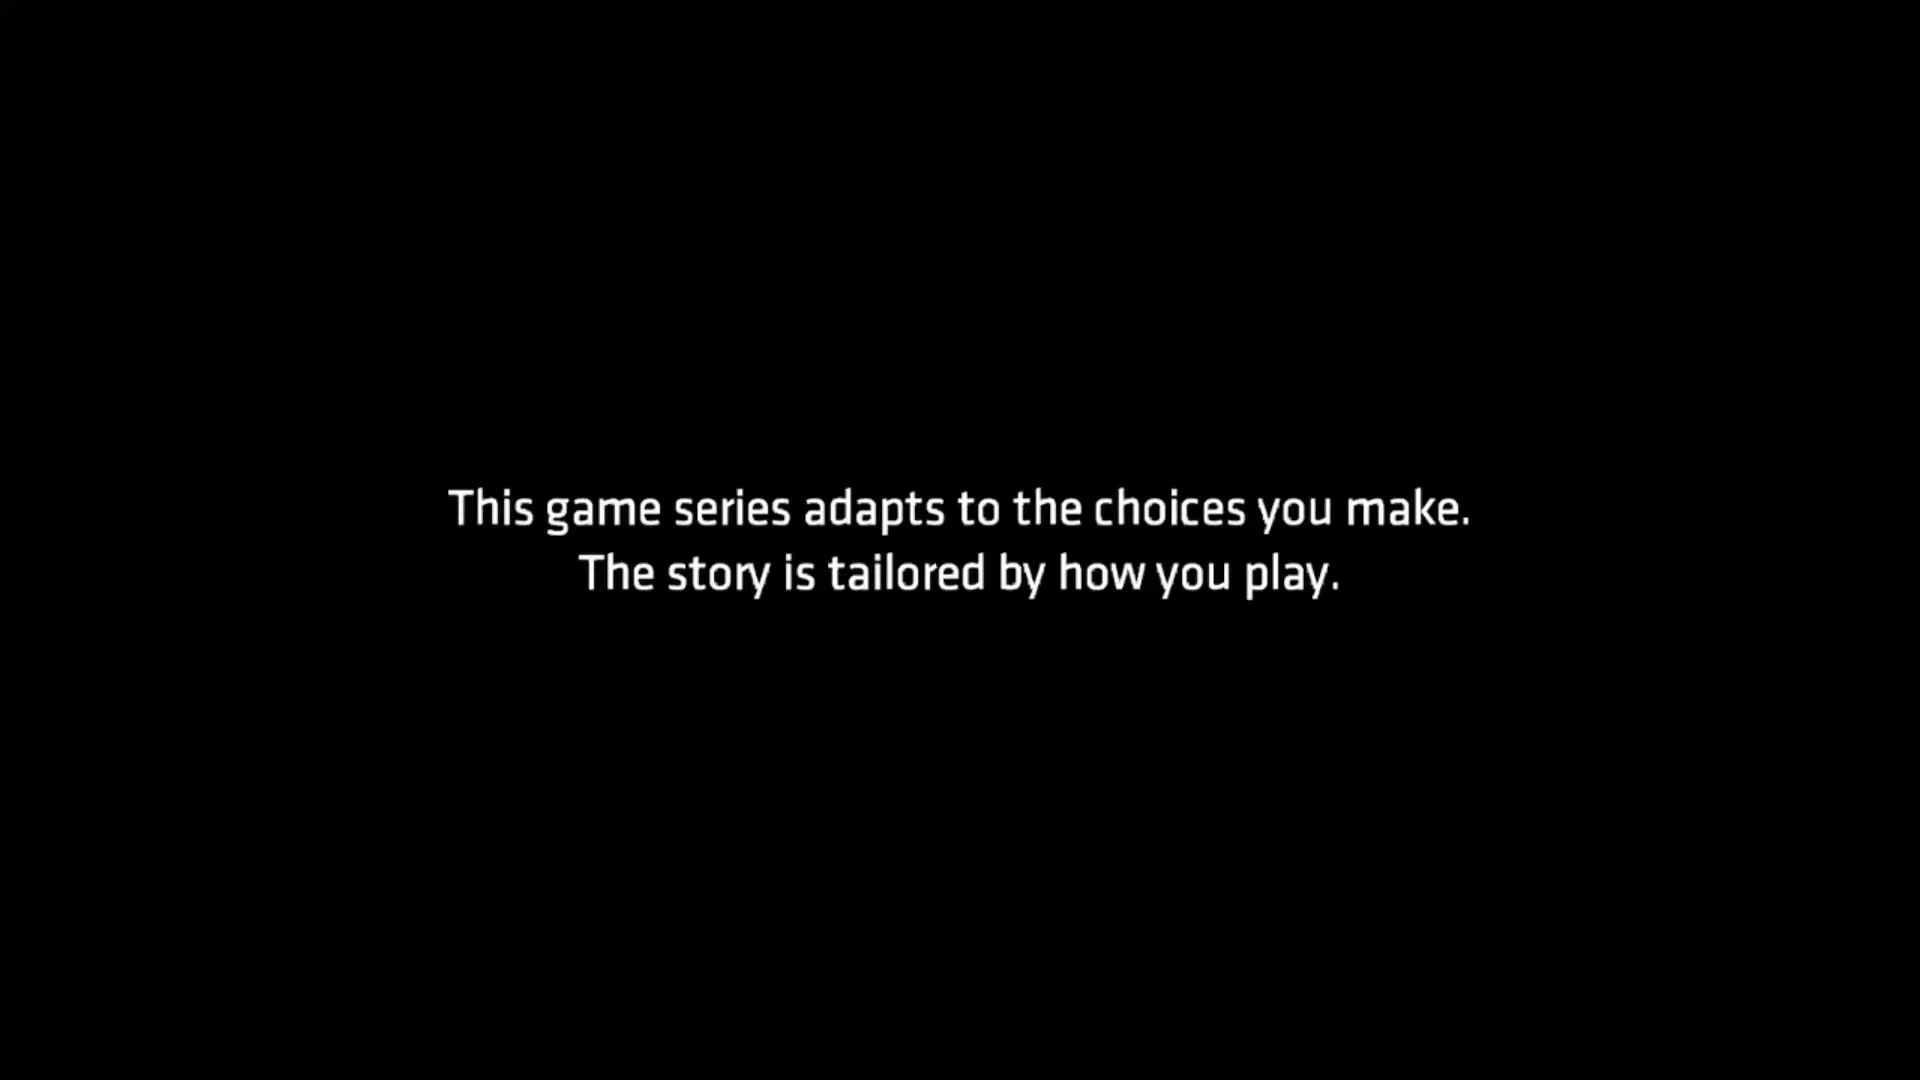 This game series adapts to the choices you make.
The story is tailored by how you play.